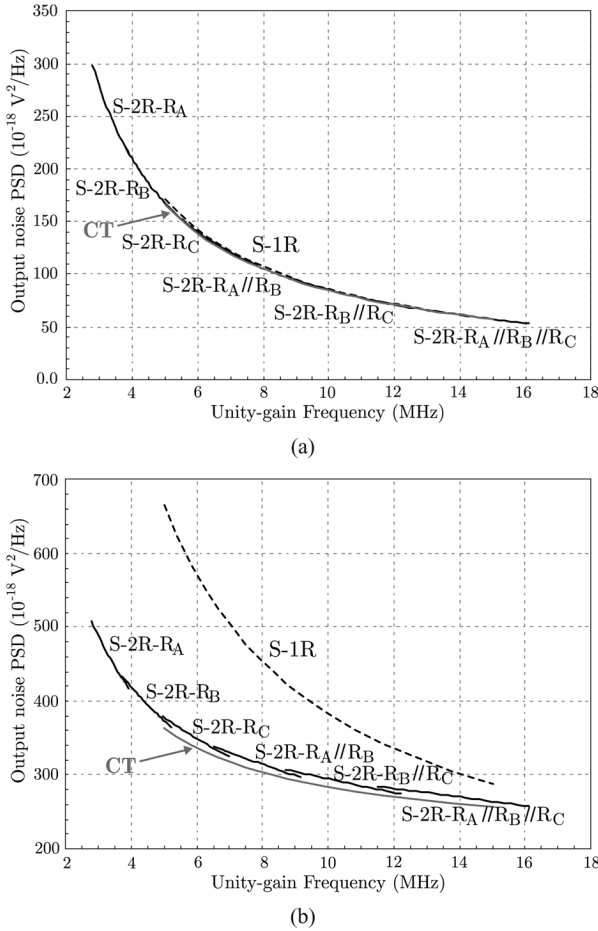 350
300
250
200
150
100
50
0.0
Output noise PSD (10-18 V2/Hz)
S-2R-RA
S-2R-RB
CT
S-2R-RC
S-1R
S-2R-RA//RB
S-2R-RB//RC
S-2R-RA//RB//RC
2 4 6 8 10 12 14 16 18
Unity-gain Frequency (MHz)
(a)
700
600
500
400
300
200
Output noise PSD (10-18 V2/Hz)
S-2R-RA
S-1R
S-2R-RB
S-2R-RC
S-2R-RA//RB
CT
S-2R-RB//RC
S-2R-RA//RB//RC
2 4 6 8 10 12 14 16 18
Unity-gain Frequency (MHz)
(b)